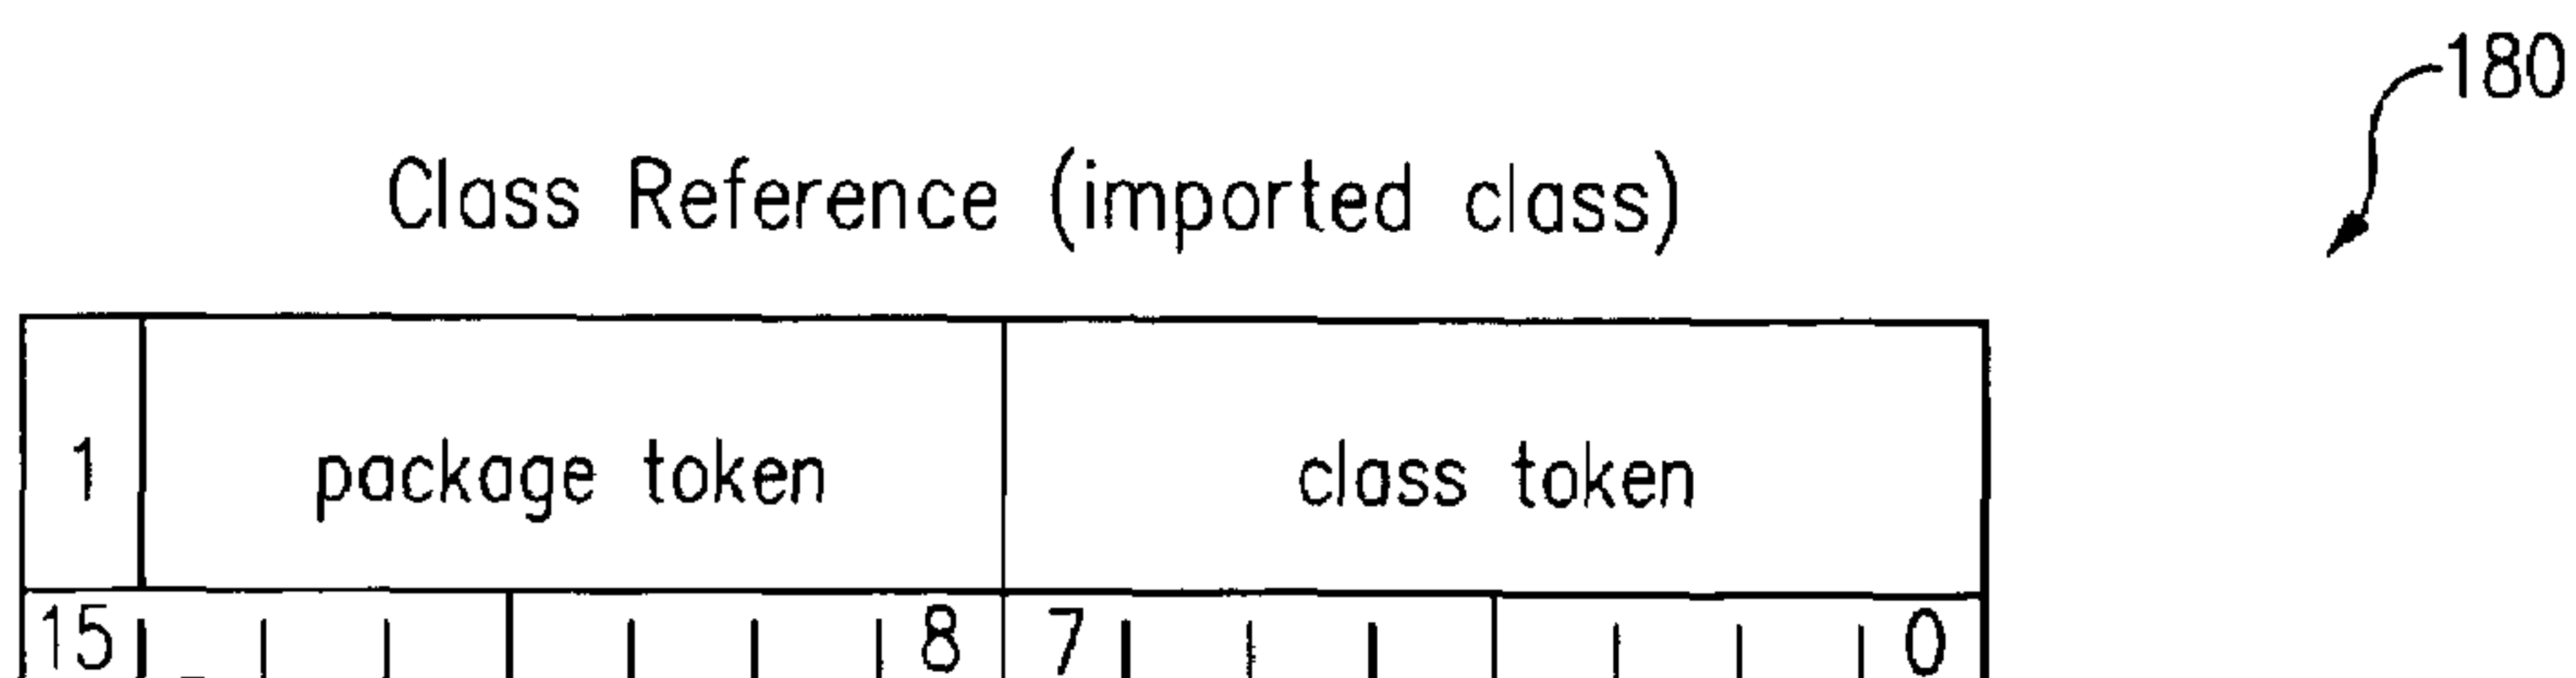 180
Class Reference (imported class)
1 package token class token
15 8 7 0